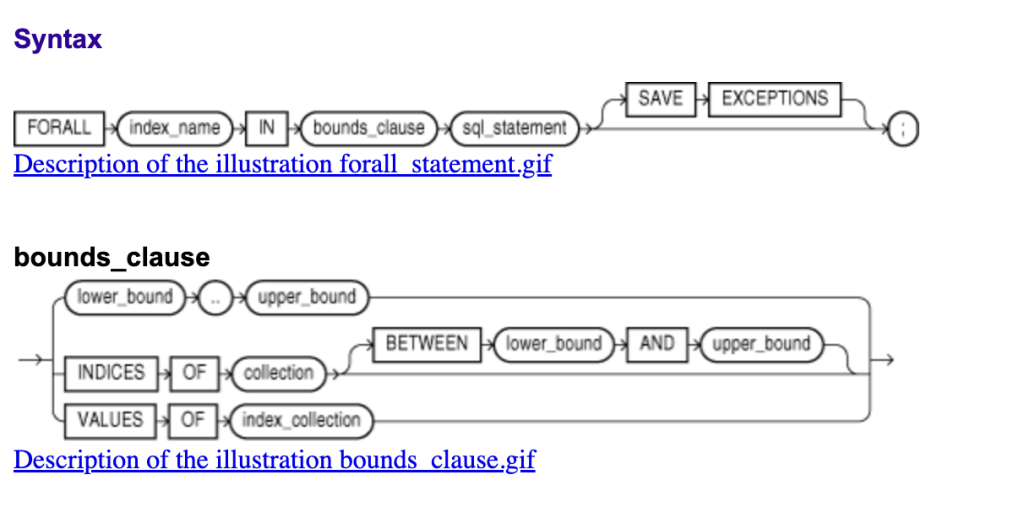 Syntax
SAVE EXCEPTIONS
FORALL index_name IN bounds_clause sql_statement ;
Description of the illustration forall_statement.gif
bounds_clause
lower_bound .. upper_bound
BETWEEN lower_bound AND upper_bound
INDICES OF collection
VALUES OF index_collection
Description of the illustration bounds_clause.gif